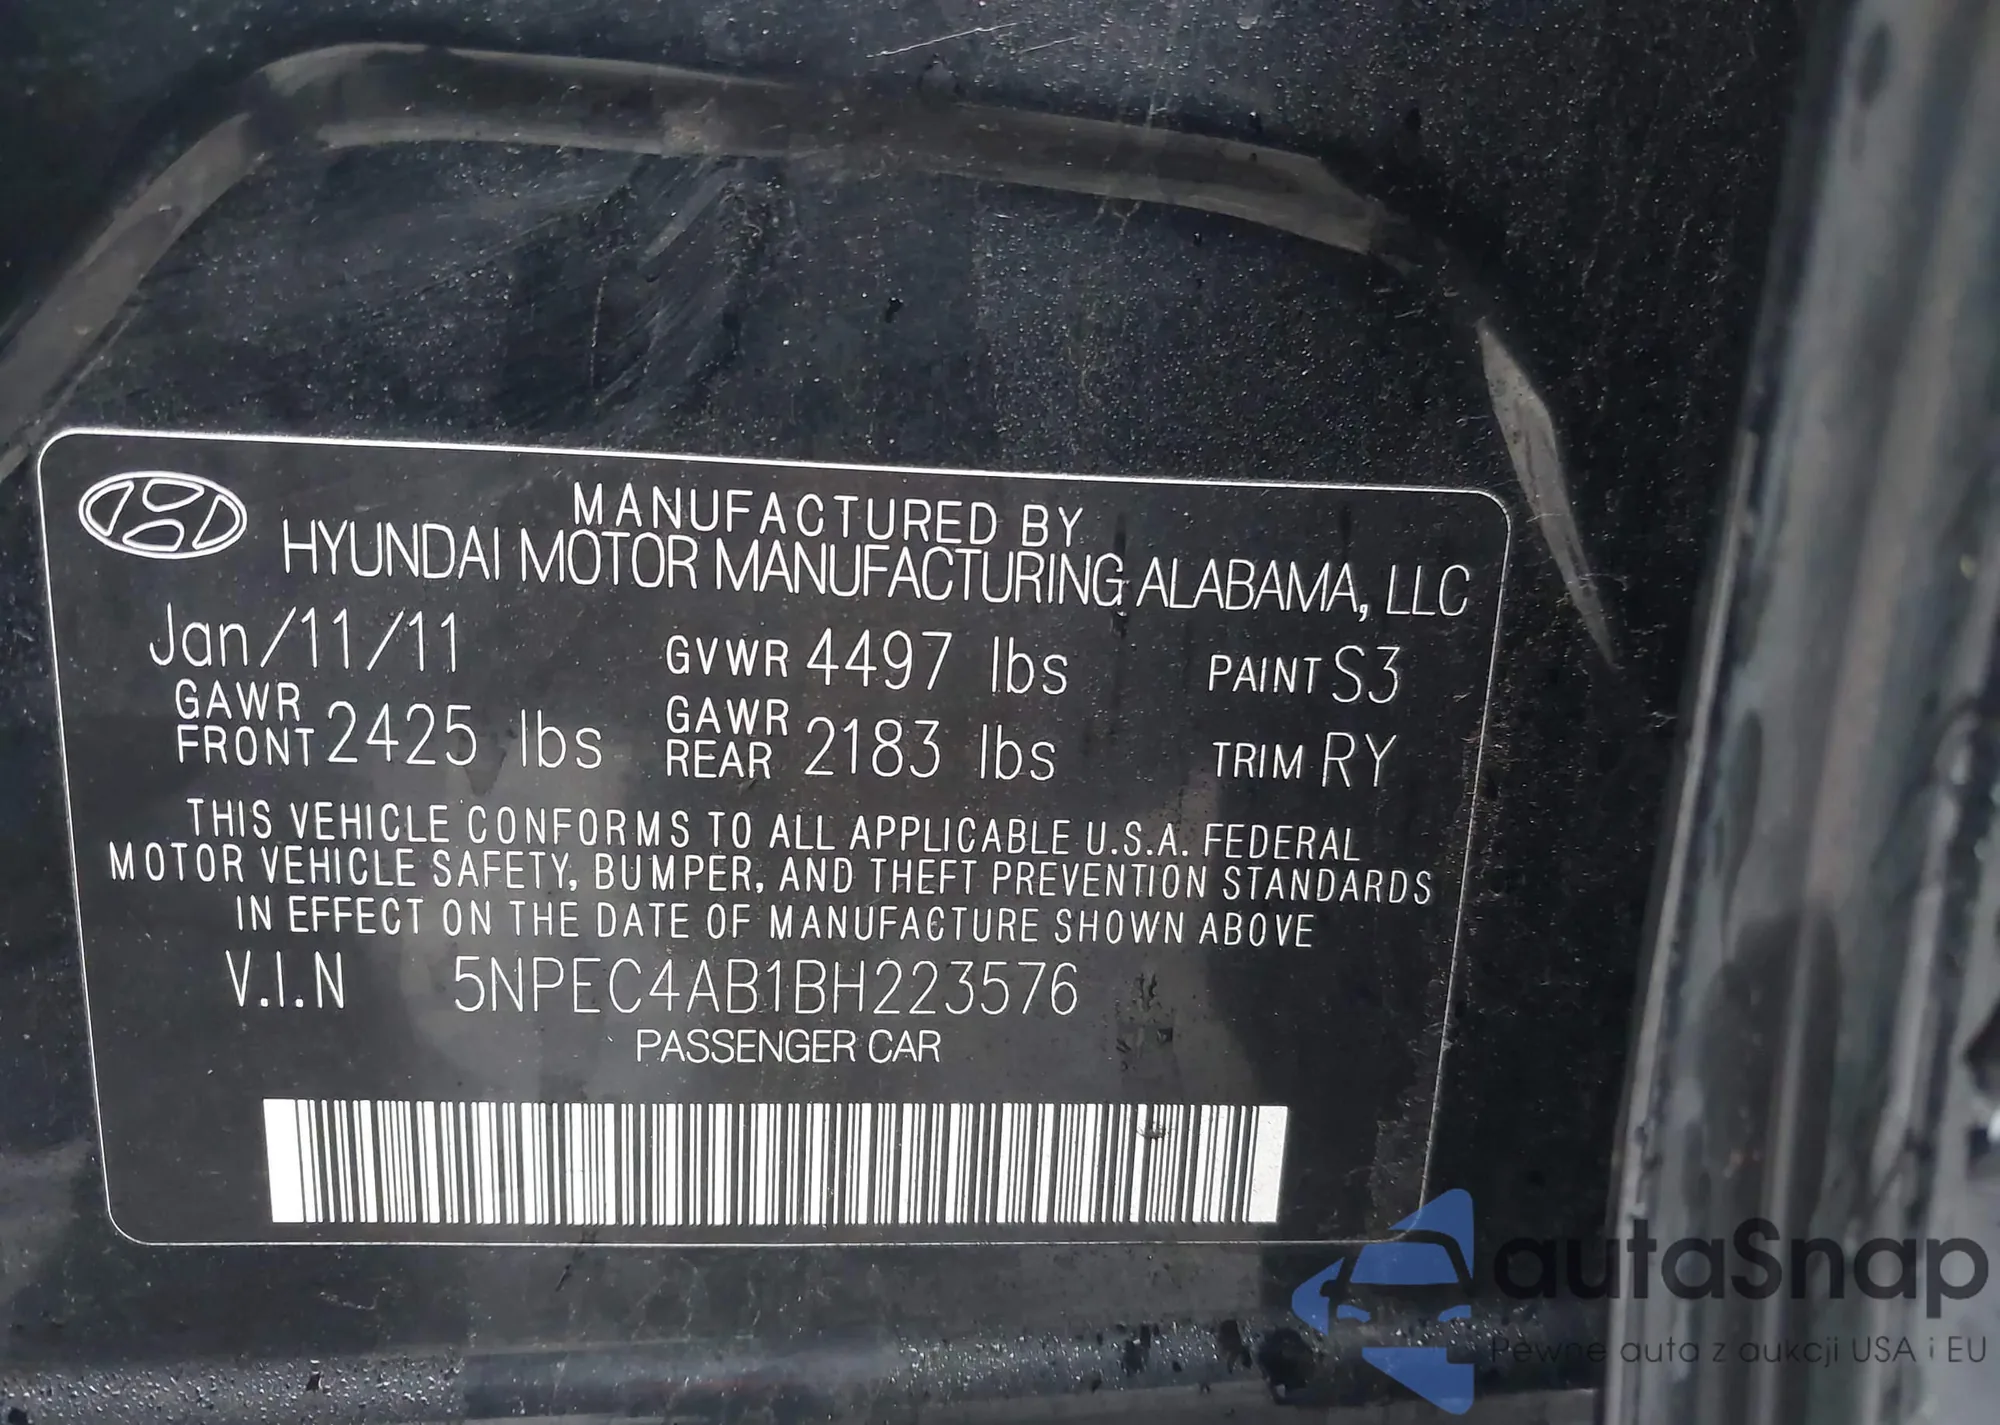 MANUFACTURED BY
HYUNDAI MOTOR MANUFACTURING ALABAMA, LLC
Jan/11/11 GVWR 4497 lbs PAINT S3
GAWR FRONT 2425 lbs GAWR REAR 2183 lbs TRIM RY
THIS VEHICLE CONFORMS TO ALL APPLICABLE U.S.A. FEDERAL
MOTOR VEHICLE SAFETY, BUMPER, AND THEFT PREVENTION STANDARDS
IN EFFECT ON THE DATE OF MANUFACTURE SHOWN ABOVE
V.I.N 5NPEC4AB1BH223576
PASSENGER CAR
autaSnap
Pewne auta z aukcji USA i EU